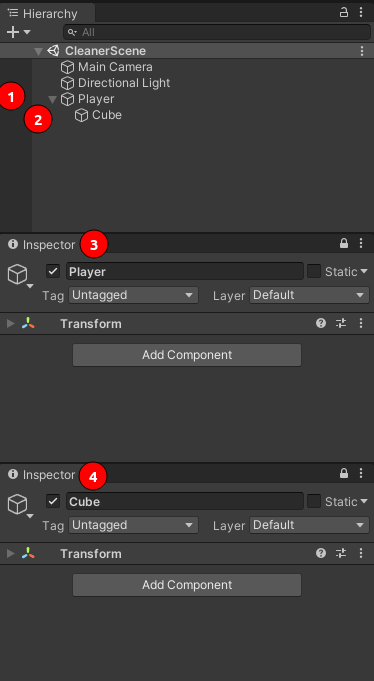 Hierarchy
All
CleanerScene
Main Camera
Directional Light
1
Player
2
Cube
Inspector 3
Player Static
Tag Untagged Layer Default
Transform
Add Component
Inspector 4
Cube Static
Tag Untagged Layer Default
Transform
Add Component